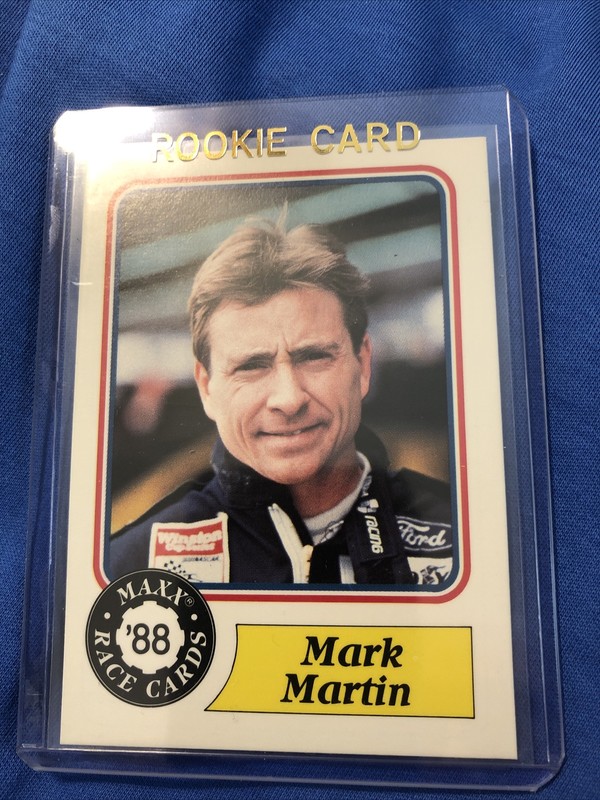 ROOKIE CARD
Winston
Racing
Ford
MAXX®
'88
RACE CARDS
Mark
Martin